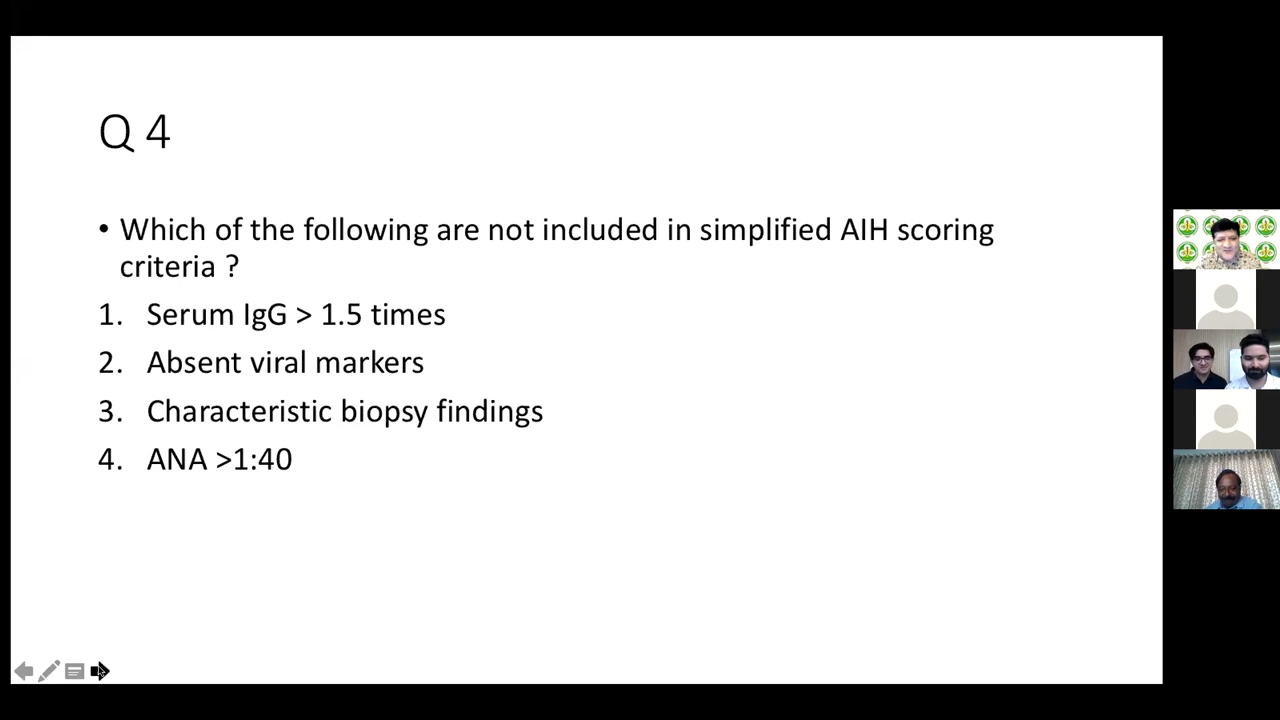 Q 4
• Which of the following are not included in simplified AIH scoring
criteria ?
1. Serum IgG > 1.5 times
2. Absent viral markers
3. Characteristic biopsy findings
4. ANA >1:40